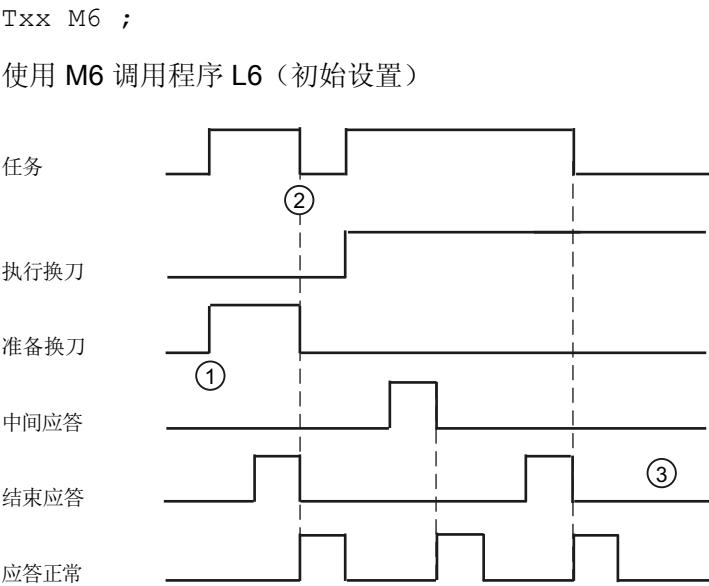 Txx M6 ;
使用 M6 调用程序 L6（初始设置）
任务
②
执行换刀
准备换刀
①
中间应答
③
结束应答
应答正常